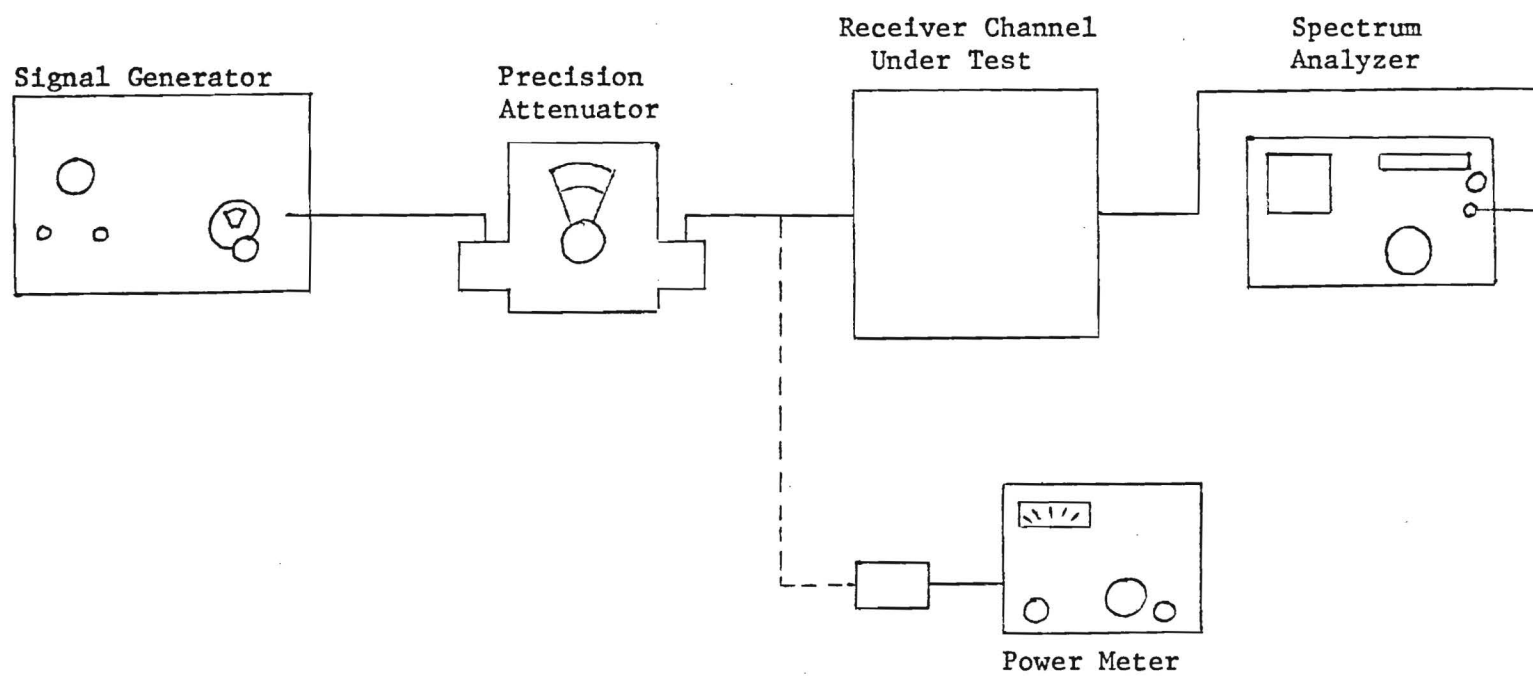 Signal Generator
Precision
Attenuator
Receiver Channel
Under Test
Spectrum
Analyzer
Power Meter